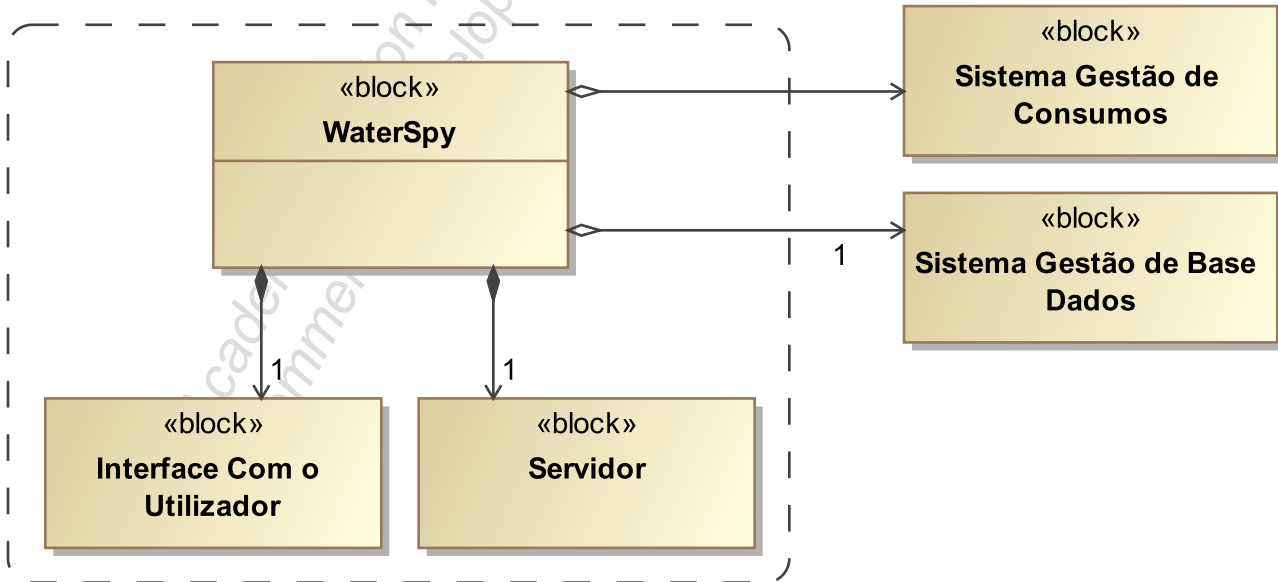 «block»
WaterSpy
«block»
Sistema Gestão de
Consumos
«block»
Sistema Gestão de Base
Dados
1
1
1
«block»
Interface Com o
Utilizador
«block»
Servidor